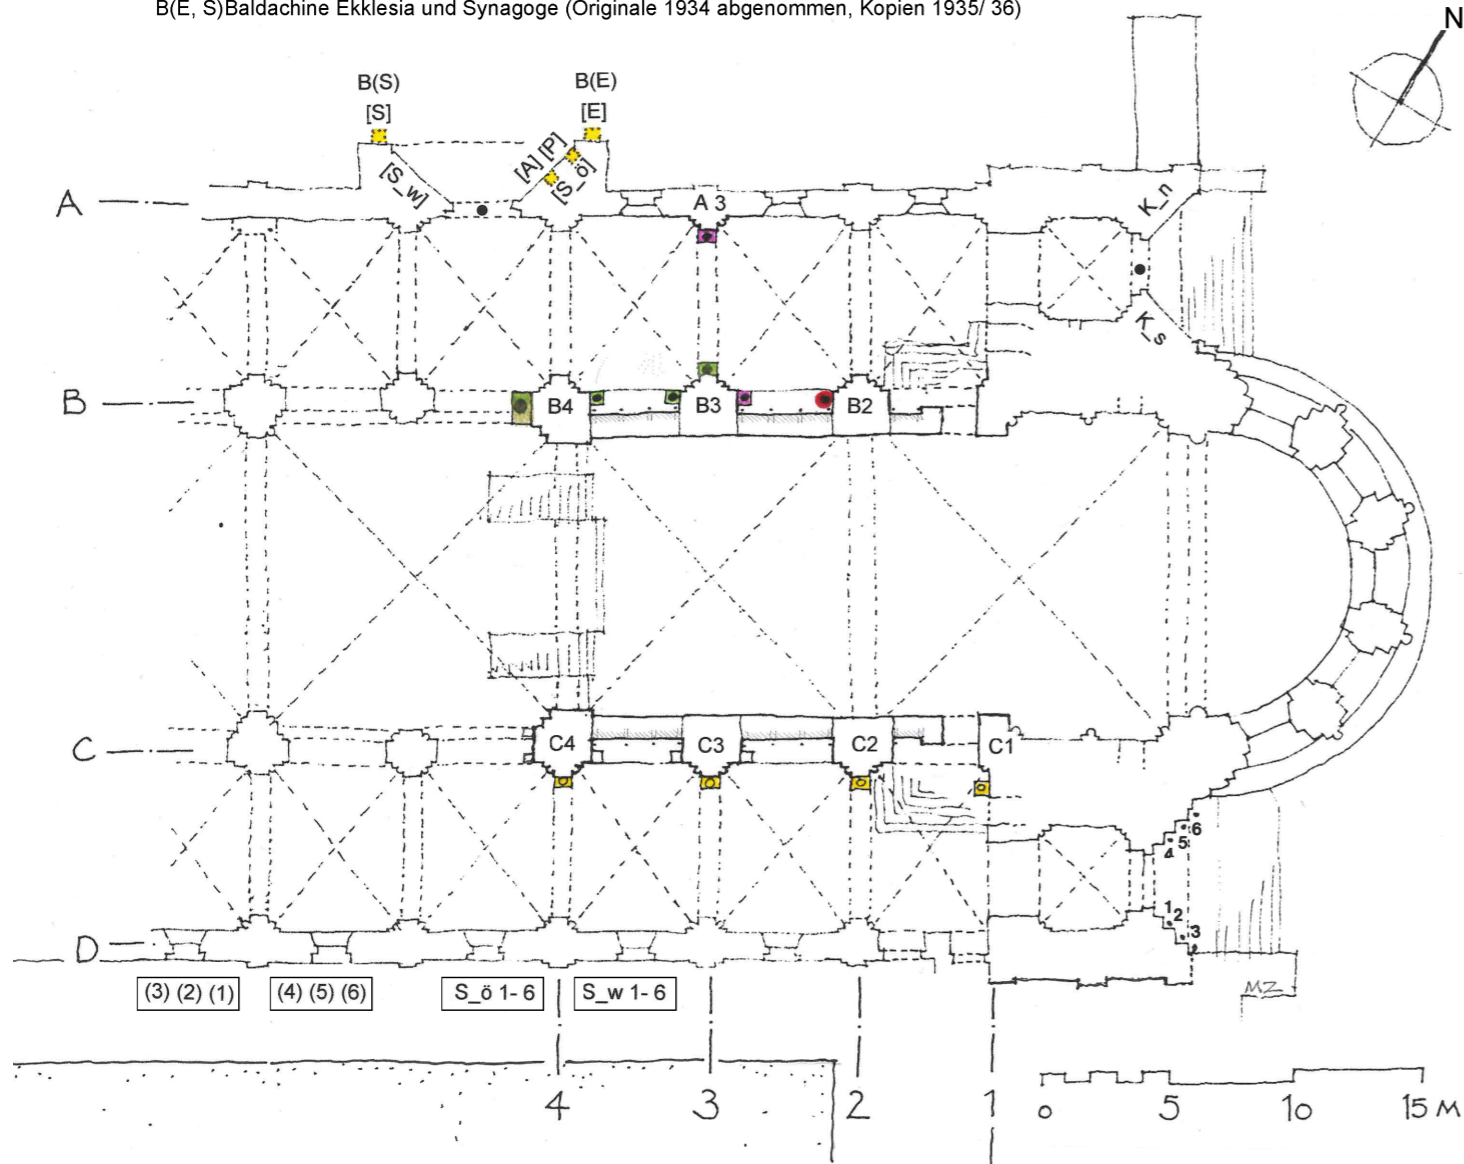 B(E, S)Baldachine Ekklesia und Synagoge (Originale 1934 abgenommen, Kopien 1935/ 36)
N
B(S)
[S]
B(E)
[E]
[S_w]
[A] [P]
[S_ö]
A
A 3
K_n
K_s
B
B4
B3
B2
C
C4
C3
C2
C1
6
5
4
1
2
3
D
(3) (2) (1)
(4) (5) (6)
S_ö 1- 6
S_w 1- 6
MZ
4
3
2
1
0
5
10
15 M